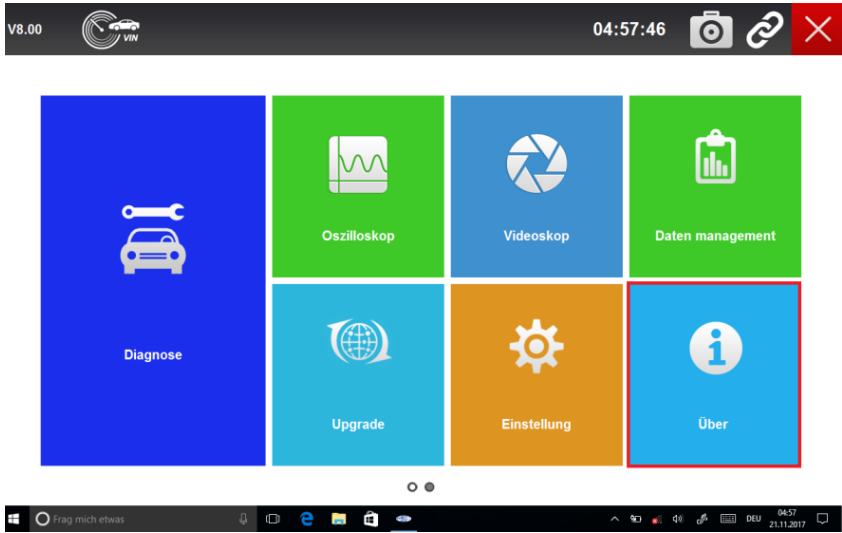 V8.00
VIN
04:57:46
Oszilloskop
Videoskop
Daten management
Diagnose
Upgrade
Einstellung
Über
Frag mich etwas
DEU
04:57
21.11.2017